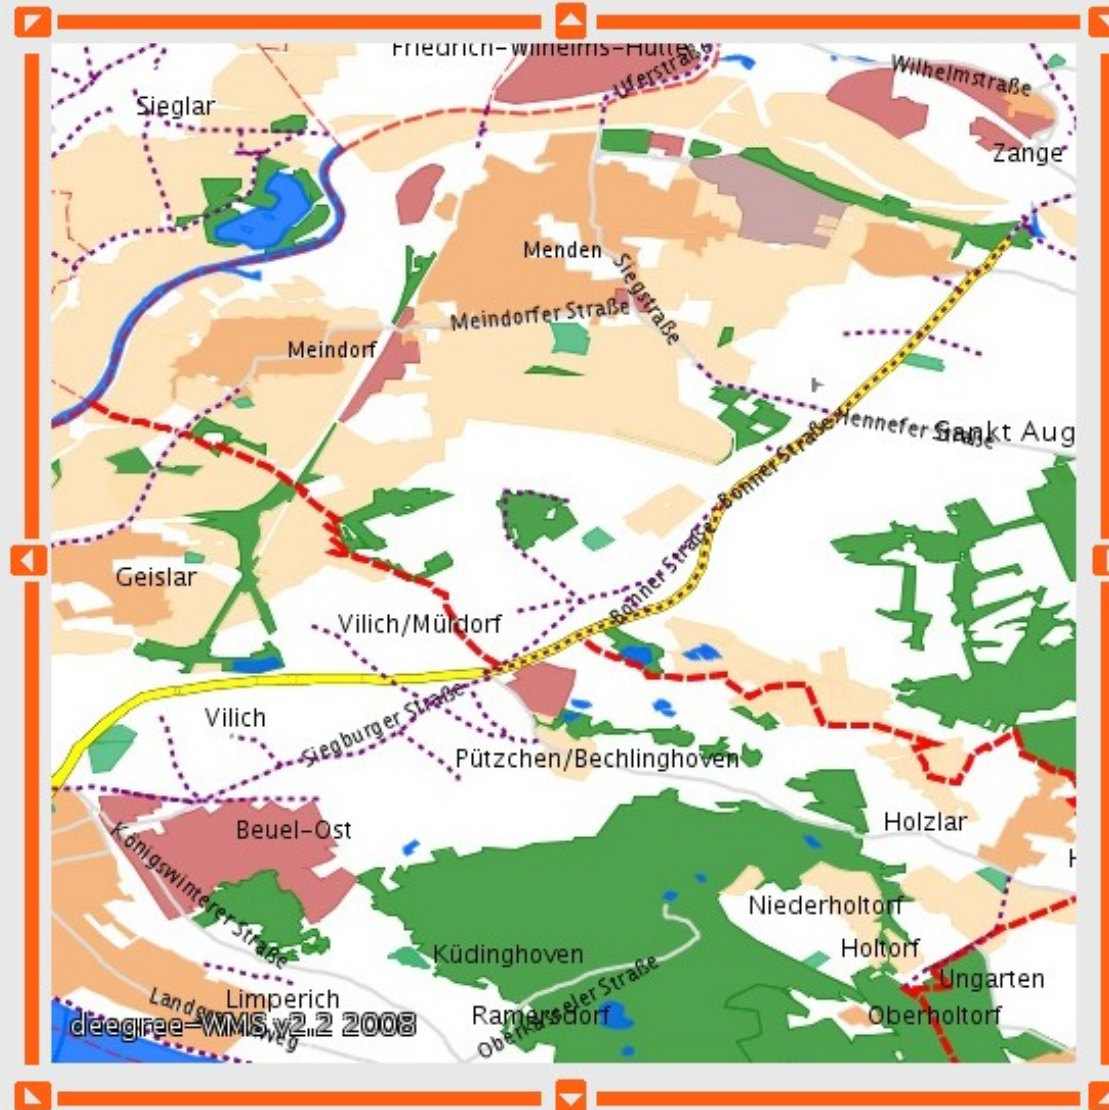 Friedrich-Wilhelms-Hütte
Uferstraße
Wilhelmstraße
Sieglar
Zange
Menden
Siegstraße
Meindorfer Straße
Meindorf
Hennefer Straße
Sankt Aug
Bonner Straße
Bonner Straße
Geislar
Vilich/Müldorf
Siegburger Straße
Vilich
Pützchen/Bechlinghoven
Holzlar
Beuel-Ost
Königswinterer Straße
H
Niederholtorf
Holtorf
Küdinghoven
Ungarten
Limperich
Ramersdorf
Oberkasseler Straße
Oberholtorf
deegree-WMS v2.2 2008